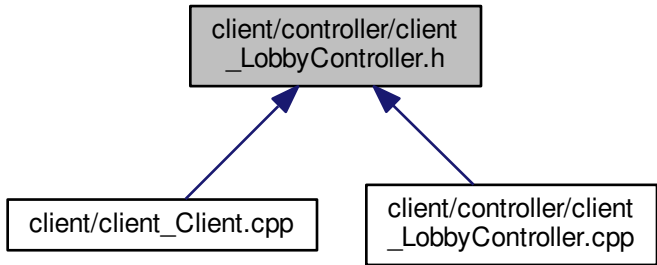 client/controller/client
_LobbyController.h
client/client_Client.cpp
client/controller/client
_LobbyController.cpp